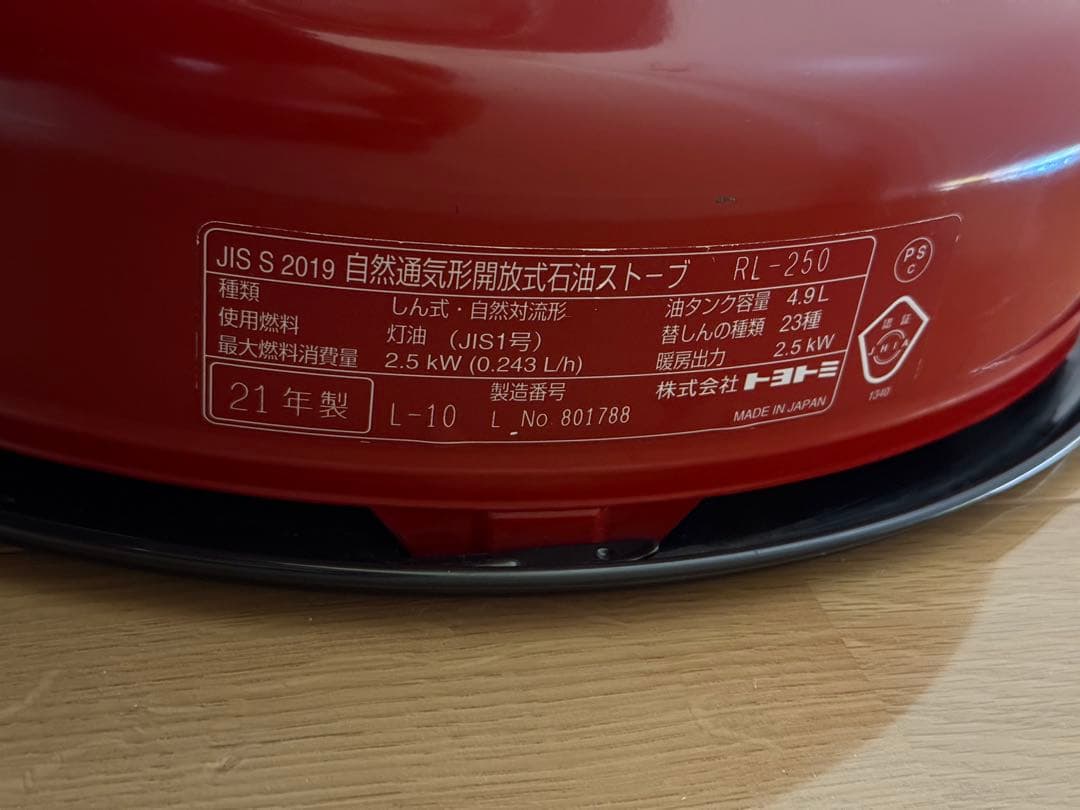 JIS S 2019 自然通気形開放式石油ストーブ RL-250
種類 しん式・自然対流形 油タンク容量 4.9L
使用燃料 灯油 (JIS1号) 替しんの種類 23種
最大燃料消費量 2.5 kW (0.243 L/h) 暖房出力 2.5 kW
21年製 L-10 製造番号 L No 801788 株式会社トヨトミ
MADE IN JAPAN
PS C
認証
JHIA
1340